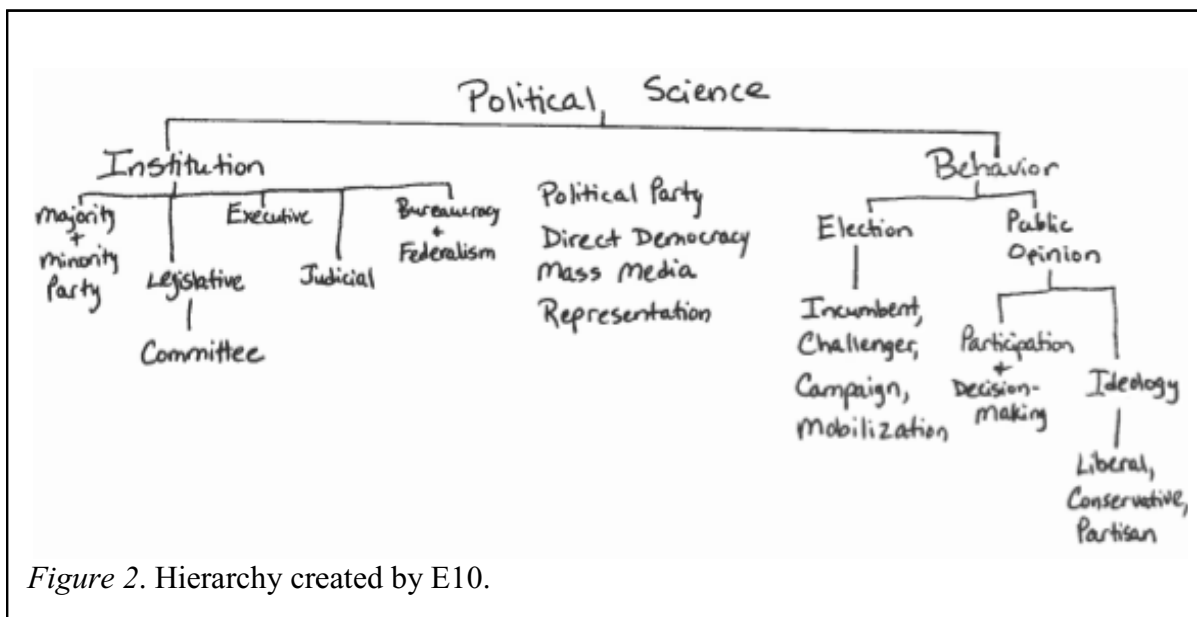 Political Science
Institution
Behavior
Majority
+
minority
Party
Legislative
Committee
Executive
Judicial
Bureaucracy
+
Federalism
Political Party
Direct Democracy
Mass Media
Representation
Election
Incumbent,
Challenger,
Campaign,
Mobilization
Public
Opinion
Participation
+
Decision-
making
Ideology
Liberal,
Conservative,
Partisan
Figure 2. Hierarchy created by E10.